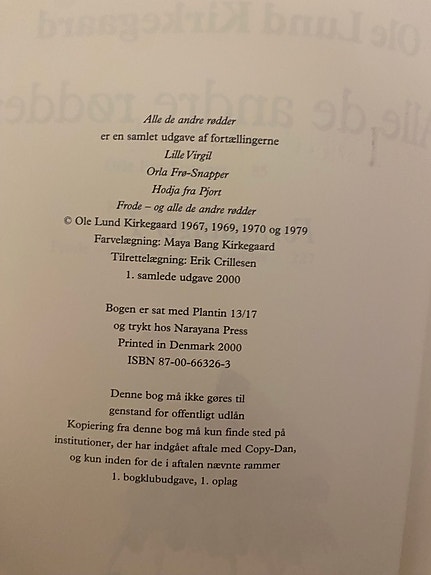 Alle de andre rødder
er en samlet udgave af fortællingerne
Lille Virgil
Orla Frø-Snapper
Hodja fra Pjort
Frode – og alle de andre rødder
© Ole Lund Kirkegaard 1967, 1969, 1970 og 1979
Farvelægning: Maya Bang Kirkegaard
Tilrettelægning: Erik Crillesen
1. samlede udgave 2000
Bogen er sat med Plantin 13/17
og trykt hos Narayana Press
Printed in Denmark 2000
ISBN 87-00-66326-3
Denne bog må ikke gøres til
genstand for offentligt udlån
Kopiering fra denne bog må kun finde sted på
institutioner, der har indgået aftale med Copy-Dan,
og kun inden for de i aftalen nævnte rammer
1. bogklubudgave, 1. oplag